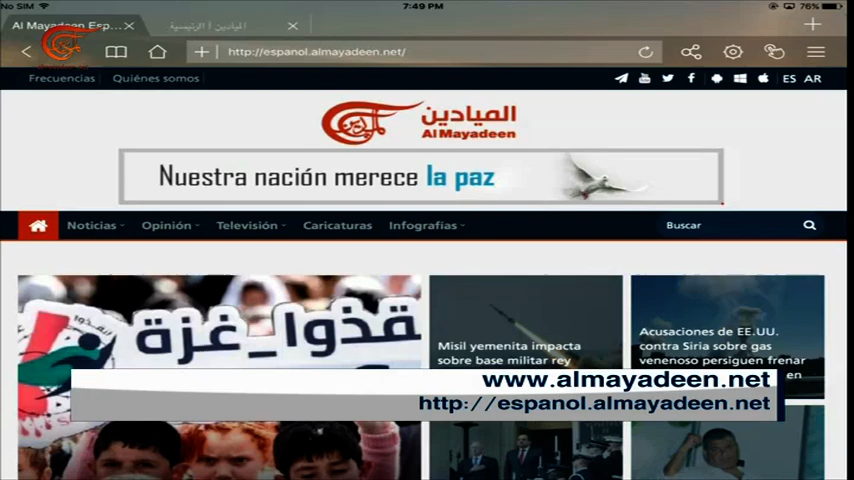 No SIM
7:49 PM
76%
Al Mayadeen Esp...
الميادين | الرئيسية
http://espanol.almayadeen.net/
Frecuencias
Quiénes somos
ES AR
الميادين
Al Mayadeen
Nuestra nación merece la paz
Noticias
Opinión
Televisión
Caricaturas
Infografías
Buscar
نقذوا_غزة
Misil yemenita impacta
sobre base militar rey
Acusaciones de EE.UU.
contra Siria sobre gas
venenoso persiguen frenar
en
www.almayadeen.net
http://espanol.almayadeen.net